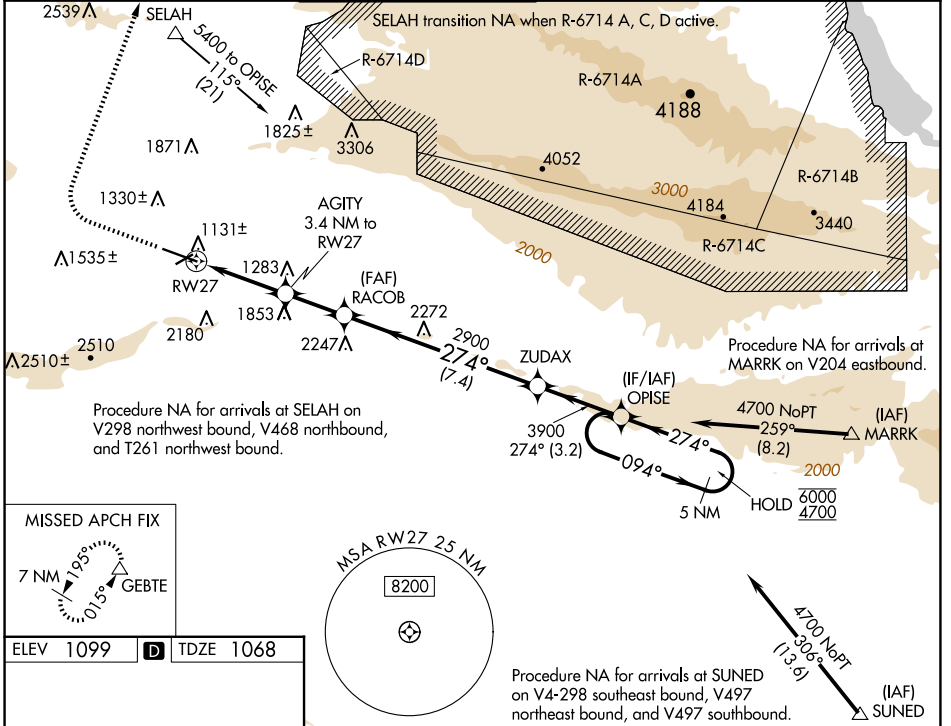 2539
SELAH
SELAH transition NA when R-6714 A, C, D active.
5400 to OPISE
115°
(21)
R-6714D
R-6714A
4188
1825±
3306
1871
4052
R-6714B
3000
1330±
4184
3440
AGITY
3.4 NM to
RW27
R-6714C
1131±
1535±
2000
1283
(FAF)
RACOB
RW27
1853
2180
2247
2272
2900
274°
(7.4)
ZUDAX
2510±
2510
Procedure NA for arrivals at
MARRK on V204 eastbound.
(IF/IAF)
OPISE
4700 NoPT
259°
(8.2)
(IAF)
MARRK
Procedure NA for arrivals at SELAH on
V298 northwest bound, V468 northbound,
and T261 northwest bound.
3900
274° (3.2)
274°
094°
2000
5 NM
HOLD
6000
4700
MISSED APCH FIX
7 NM
195°
015°
GEBTE
MSA RW27 25 NM
8200
4700 NoPT
306°
(13.6)
ELEV 1099 D TDZE 1068
Procedure NA for arrivals at SUNED
on V4-298 southeast bound, V497
northeast bound, and V497 southbound.
(IAF)
SUNED